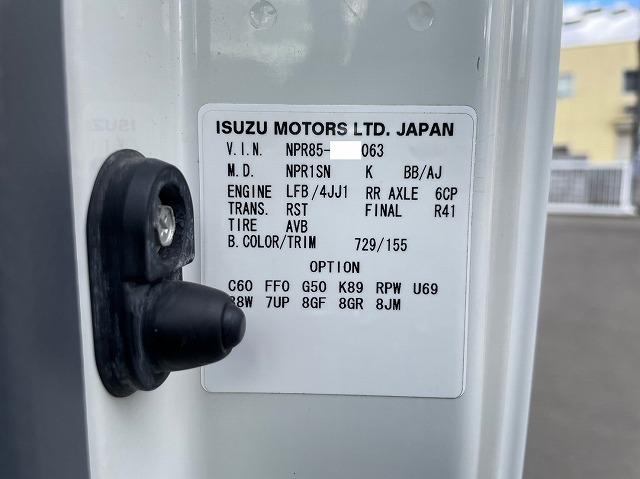 ISUZU MOTORS LTD. JAPAN
V.I.N. NPR85- 063
M.D. NPR1SN K BB/AJ
ENGINE LFB/4JJ1 RR AXLE 6CP
TRANS. RST FINAL R41
TIRE AVB
B.COLOR/TRIM 729/155
OPTION
C60 FF0 G50 K89 RPW U69
7UP 8GF 8GR 8JM